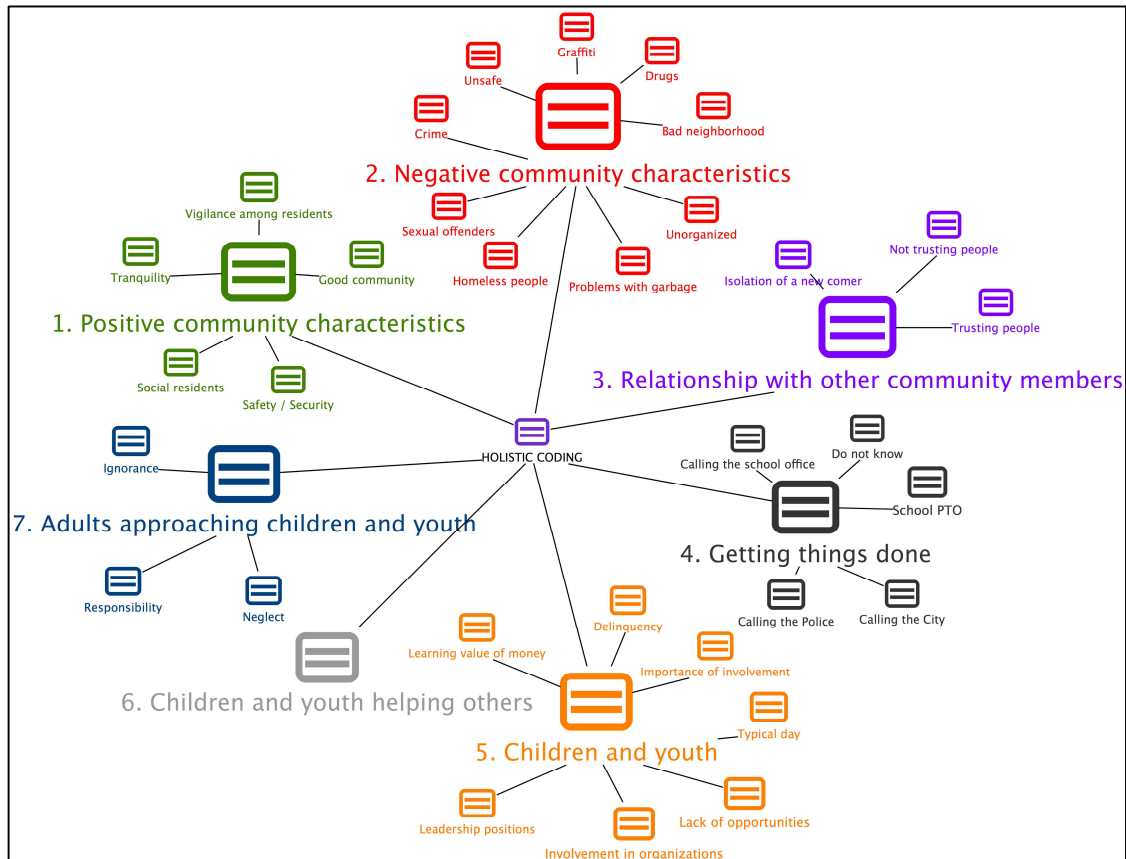 Graffiti
Unsafe
Drugs
Crime
Bad neighborhood
2. Negative community characteristics
Sexual offenders
Unorganized
Homeless people
Problems with garbage
Vigilance among residents
Tranquility
Good community
1. Positive community characteristics
Social residents
Safety / Security
Not trusting people
Isolation of a new comer
Trusting people
3. Relationship with other community members
HOLISTIC CODING
Ignorance
7. Adults approaching children and youth
Responsibility
Neglect
Calling the school office
Do not know
School PTO
4. Getting things done
Calling the Police
Calling the City
6. Children and youth helping others
Delinquency
Learning value of money
Importance of involvement
Typical day
5. Children and youth
Leadership positions
Lack of opportunities
Involvement in organizations